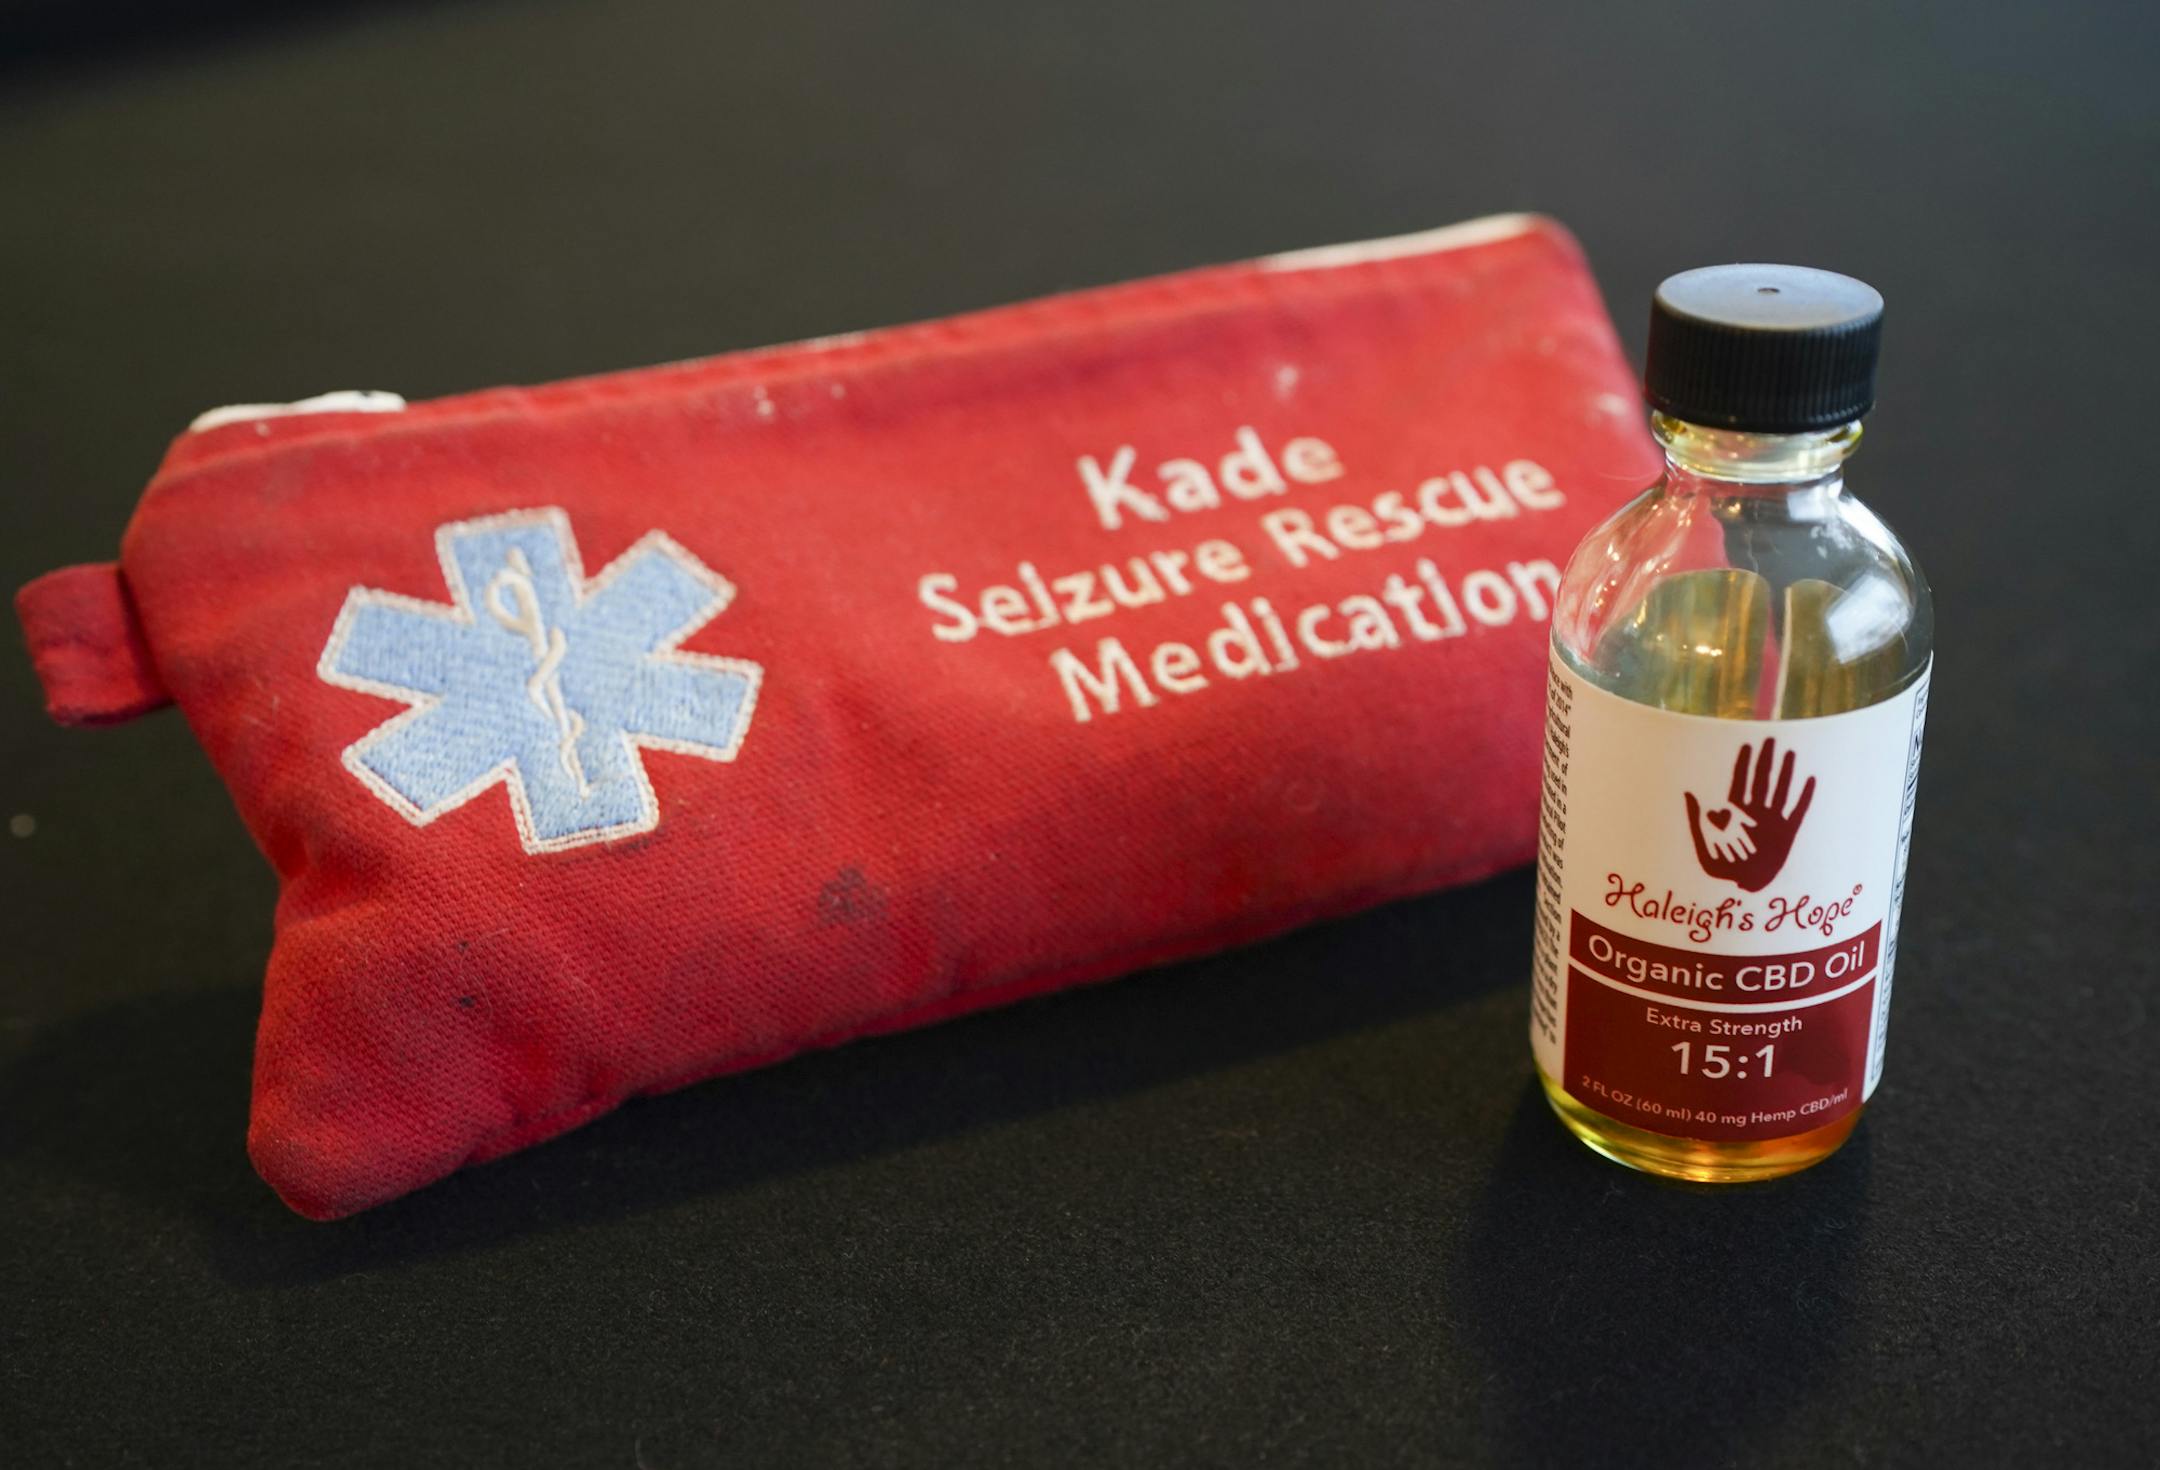 Kade
Seizure Rescue
Medication
Haleigh's Hope®
Organic CBD Oil
Extra Strength
15:1
2 FL OZ (60 ml) 40 mg Hemp CBD/ml